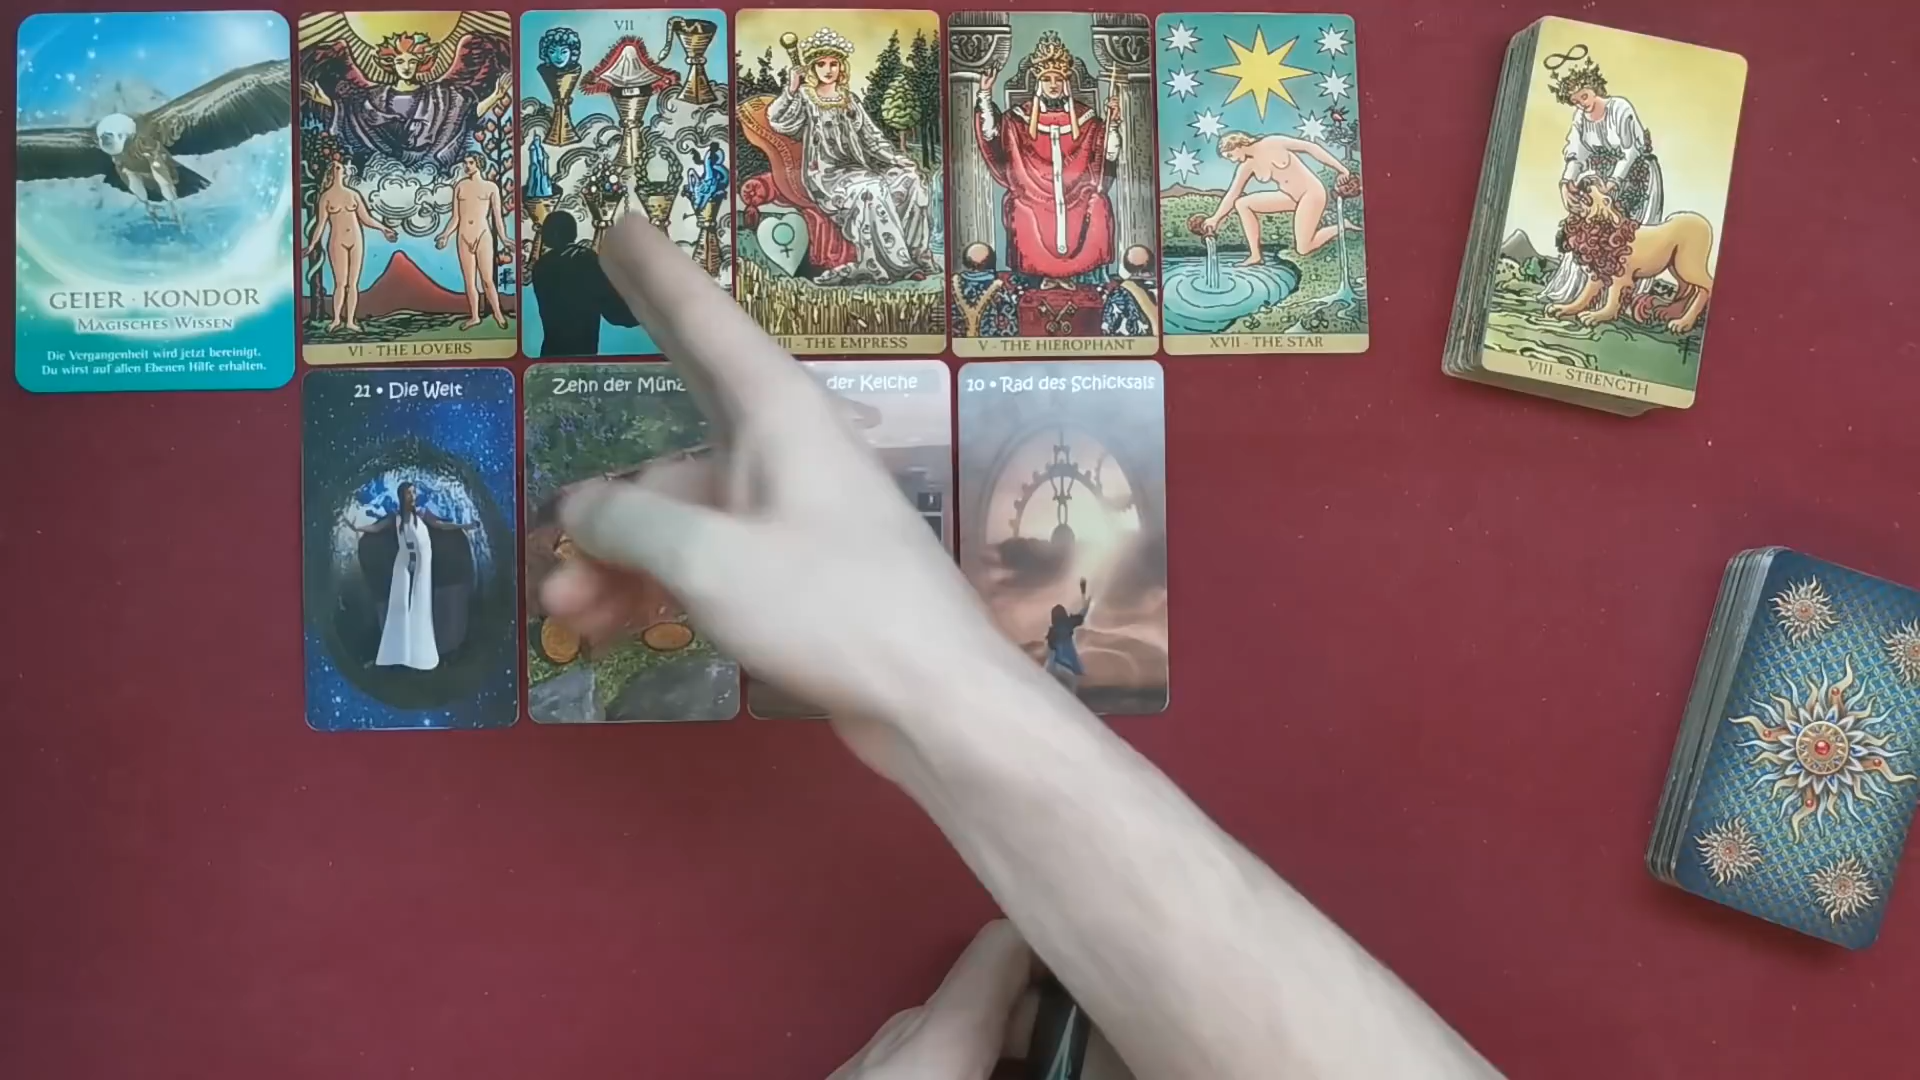 GEIER · KONDOR
MAGISCHES WISSEN
Die Vergangenheit wird jetzt bereinigt.
Du wirst auf allen Ebenen Hilfe erhalten.
VI - THE LOVERS
VII
III - THE EMPRESS
V - THE HIEROPHANT
XVII - THE STAR
VIII - STRENGTH
21 • Die Welt
Zehn der
der Kelche
10 • Rad des Schicksals